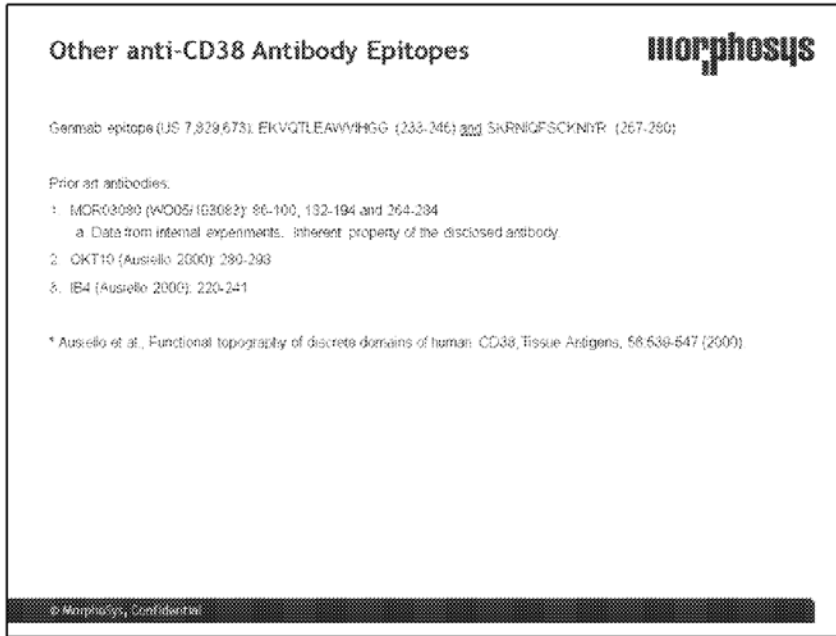 Other anti-CD38 Antibody Epitopes
morphosys
Genmab epitope (US 7,829,673): EKVQTLEAWVIHGG (233-246) and SKRNIQFSCKNIYR (267-280)
Prior art antibodies:
1. MOR03080 (WO05/103083): 86-100, 192-194 and 264-284
a Data from internal experiments. Inherent property of the disclosed antibody.
2. OKT10 (Ausiello 2000): 280-293
3. IB4 (Ausiello 2000): 220-241
* Ausiello et al., Functional topography of discrete domains of human CD38, Tissue Antigens, 56:539-547 (2000).
© MorphoSys, Confidential